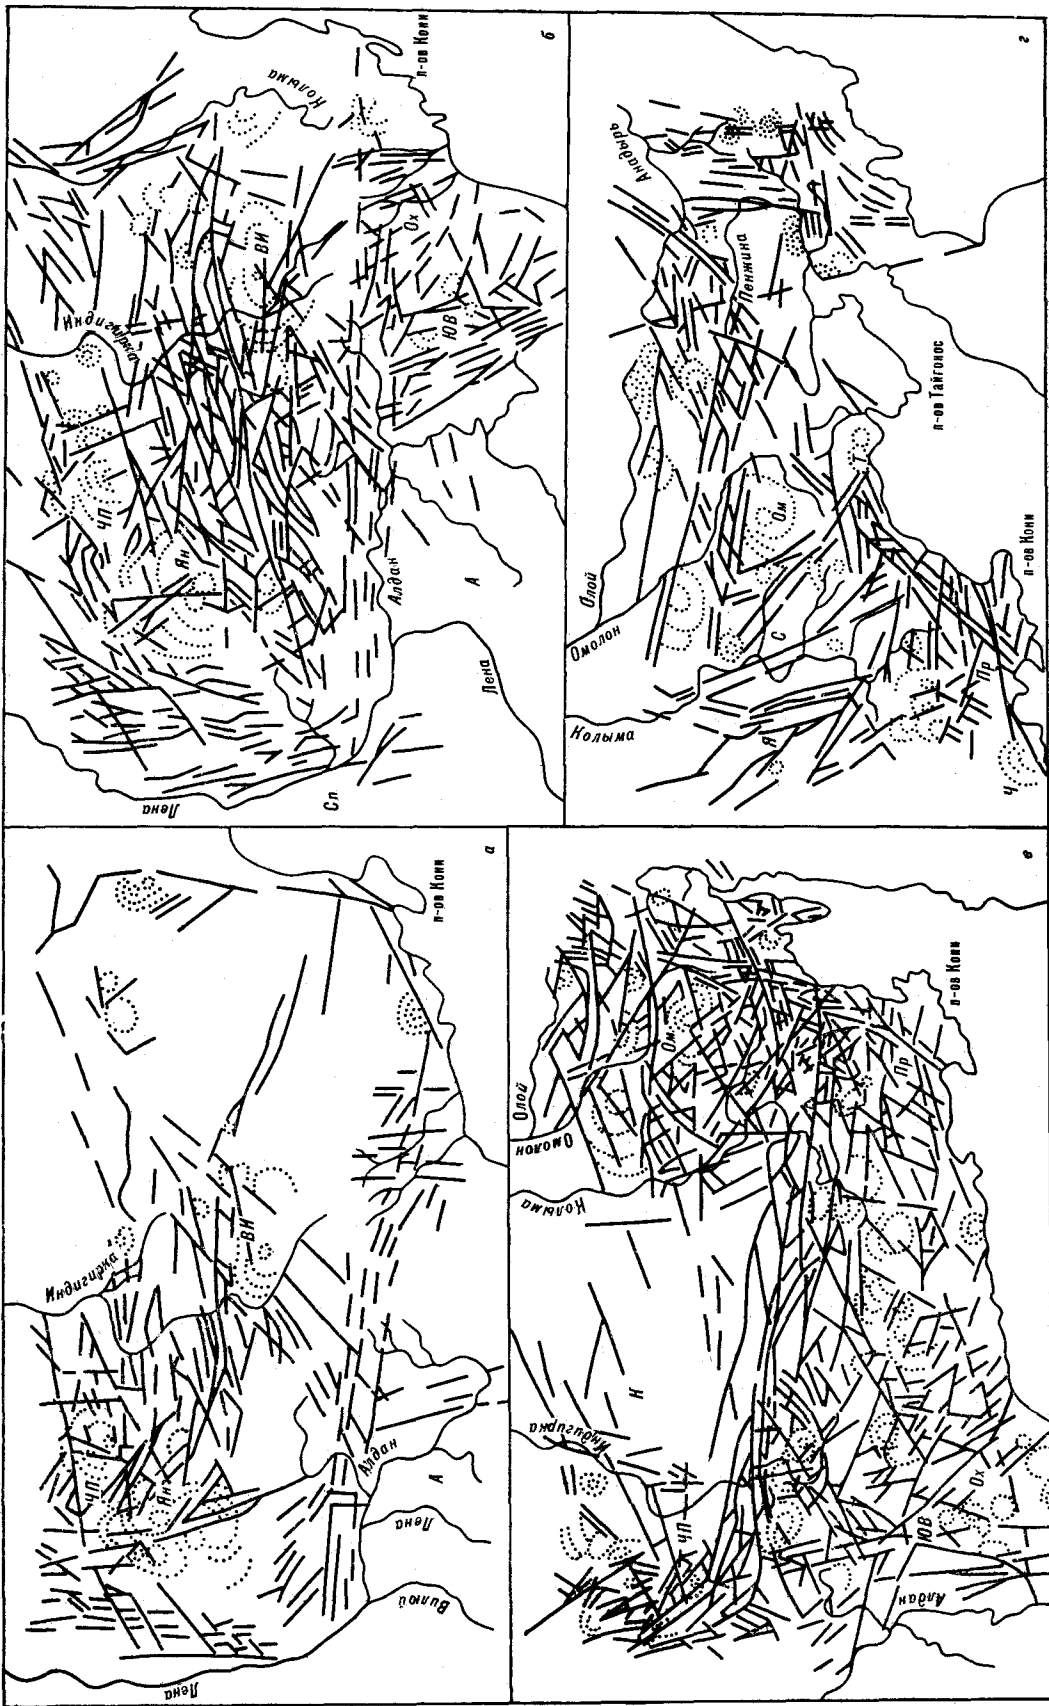 а
Лена
Вилюй
Лена
Алдан
А
Индигирка
ЧП
Ян
ВИ
п-ов Кони
б
Лена
Сл
Лена
Алдан
А
ЧП
Ян
Индигирка
ВИ
ЮВ
Ох
Колыма
п-ов Кони
в
Индигирка
К
ЧП
Алдан
ЮВ
Ох
Колыма
Омолон
Олой
Ом
Пр
п-ов Кони
г
Колыма
Омолон
Олой
Я
С
Ом
Ч
Пр
Т
п-ов Кони
п-ов Тайгонос
Пенжина
Анадырь